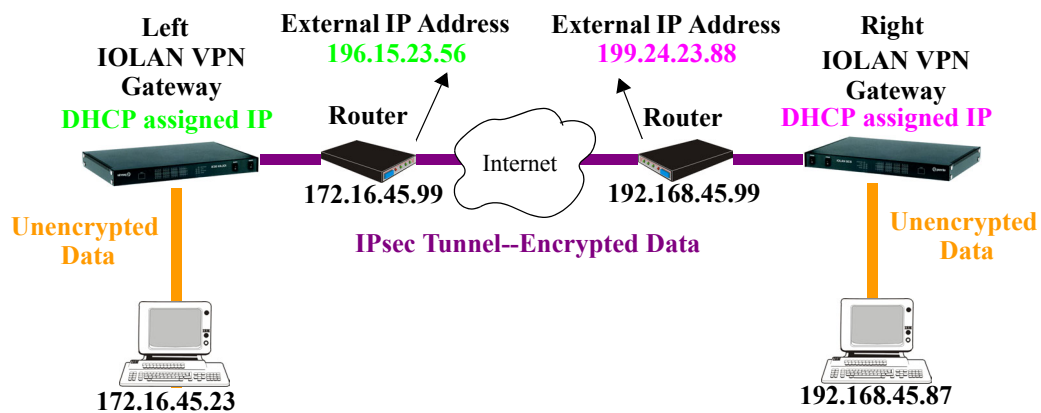 Left
IOLAN VPN
Gateway
DHCP assigned IP
External IP Address
196.15.23.56
External IP Address
199.24.23.88
Right
IOLAN VPN
Gateway
DHCP assigned IP
Router
Router
Internet
172.16.45.99
192.168.45.99
IPsec Tunnel--Encrypted Data
Unencrypted
Data
Unencrypted
Data
172.16.45.23
192.168.45.87